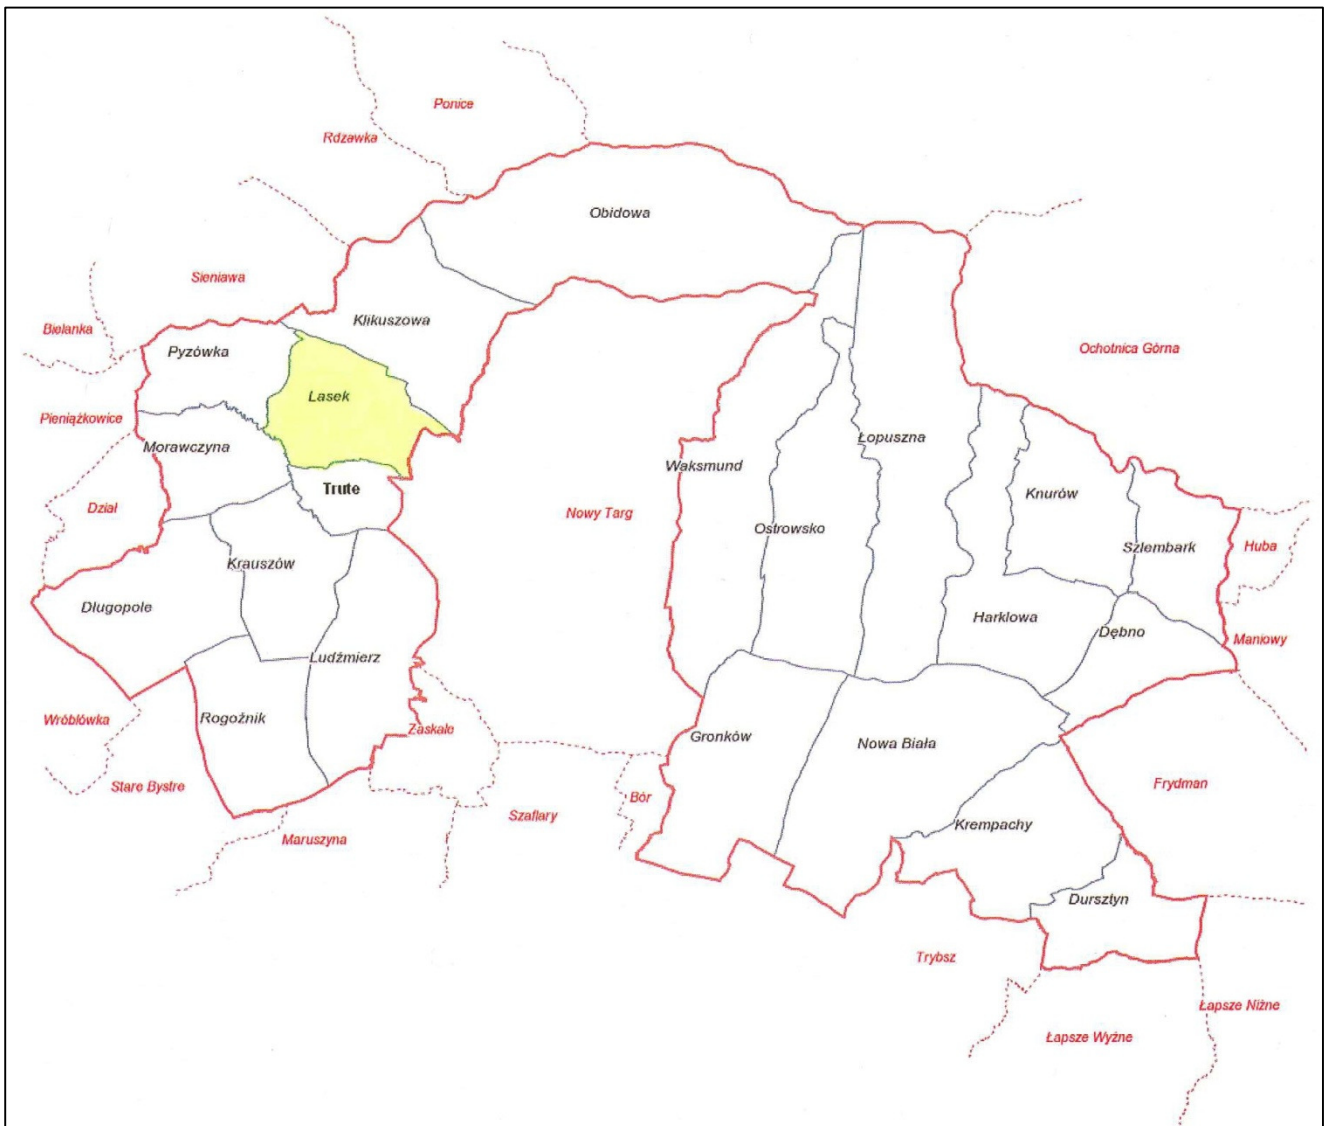 Ponice
Rdzawka
Obidowa
Sieniawa
Klikuszowa
Bielanka
Pyzówka
Ochotnica Górna
Lasek
Pieniążkowice
Morawczyna
Łopuszna
Waksmund
Trute
Knurów
Dział
Nowy Targ
Ostrowsko
Szlembark
Huba
Krauszów
Długopole
Harklowa
Dębno
Maniowy
Ludźmierz
Wróblówka
Rogoźnik
Zaskale
Gronków
Nowa Biała
Stare Bystre
Frydman
Bór
Szaflary
Krempachy
Maruszyna
Dursztyn
Trybsz
Łapsze Niżne
Łapsze Wyżne